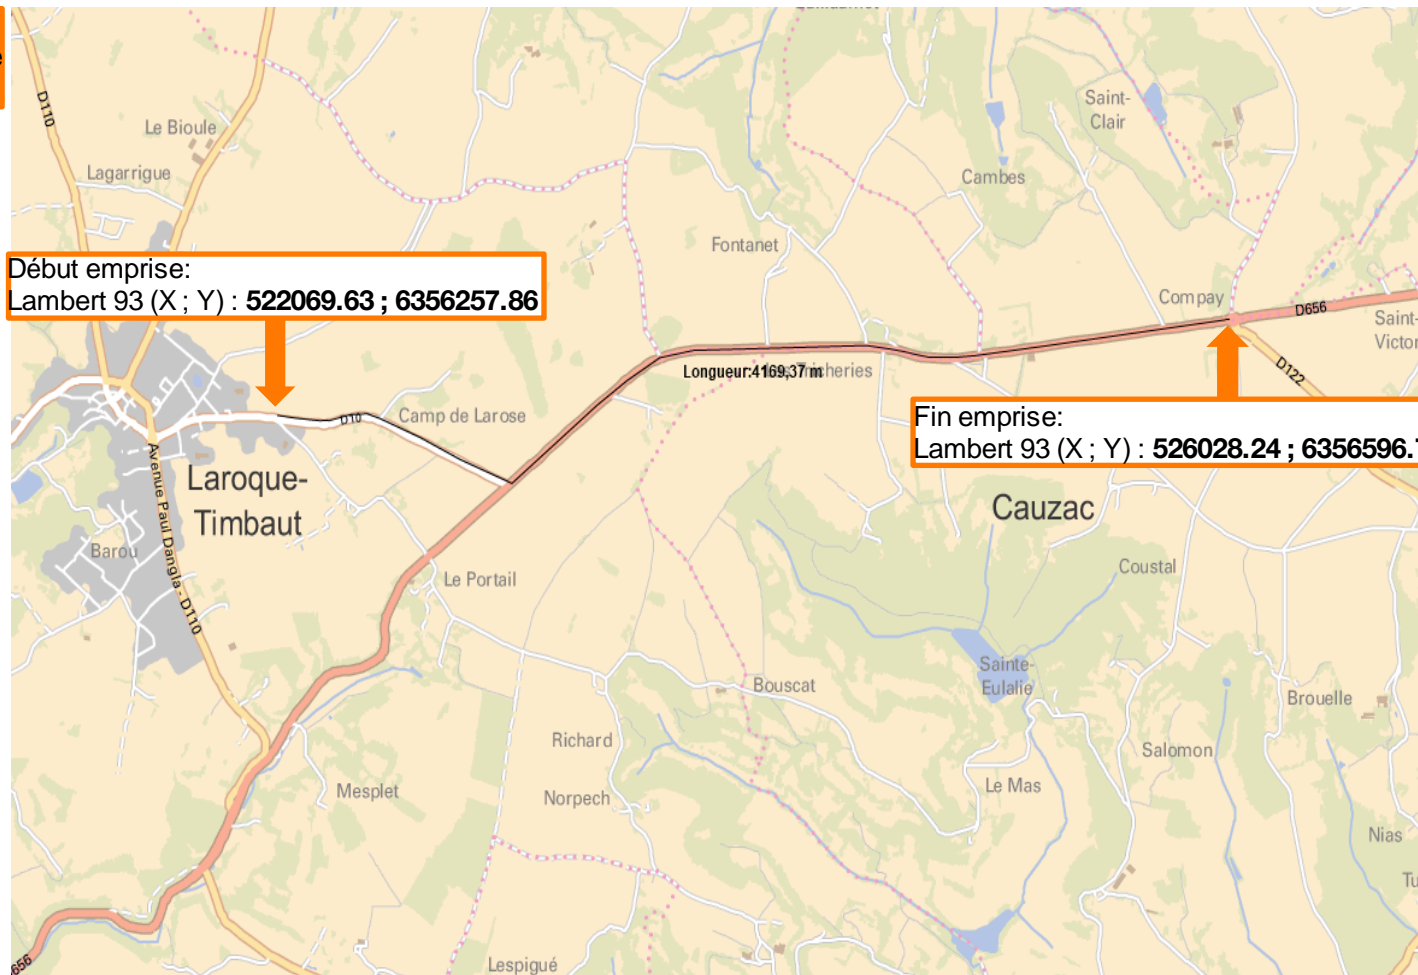 D110
Le Bioule
Lagarrigue
Saint-
Clair
Cambes
Fontanet
Début emprise:
Lambert 93 (X ; Y) : 522069.63 ; 6356257.86
Compay
D656
Saint-
Victor
D122
Longueur:4169,37 m
Tricheries
D10
Camp de Larose
Fin emprise:
Lambert 93 (X ; Y) : 526028.24 ; 6356596.
Laroque-
Timbaut
Avenue Paul Dangla - D110
Cauzac
Barou
Le Portail
Coustal
Sainte-
Eulalie
Bouscat
Brouelle
Richard
Salomon
Mesplet
Norpech
Le Mas
Nias
Tu
Lespigué
656